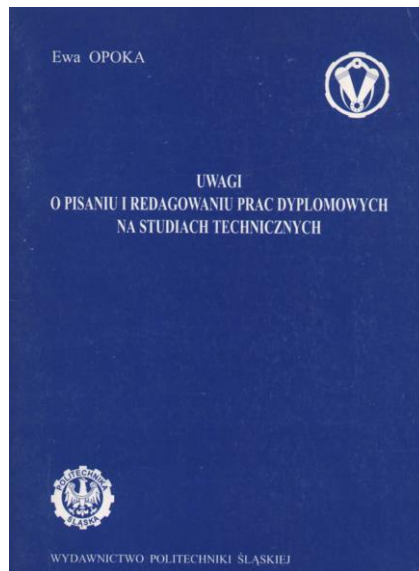 Ewa OPOKA
UWAGI
O PISANIU I REDAGOWANIU PRAC DYPLOMOWYCH
NA STUDIACH TECHNICZNYCH
POLITECHNIKA
ŚLĄSKA
WYDAWNICTWO POLITECHNIKI ŚLĄSKIEJ